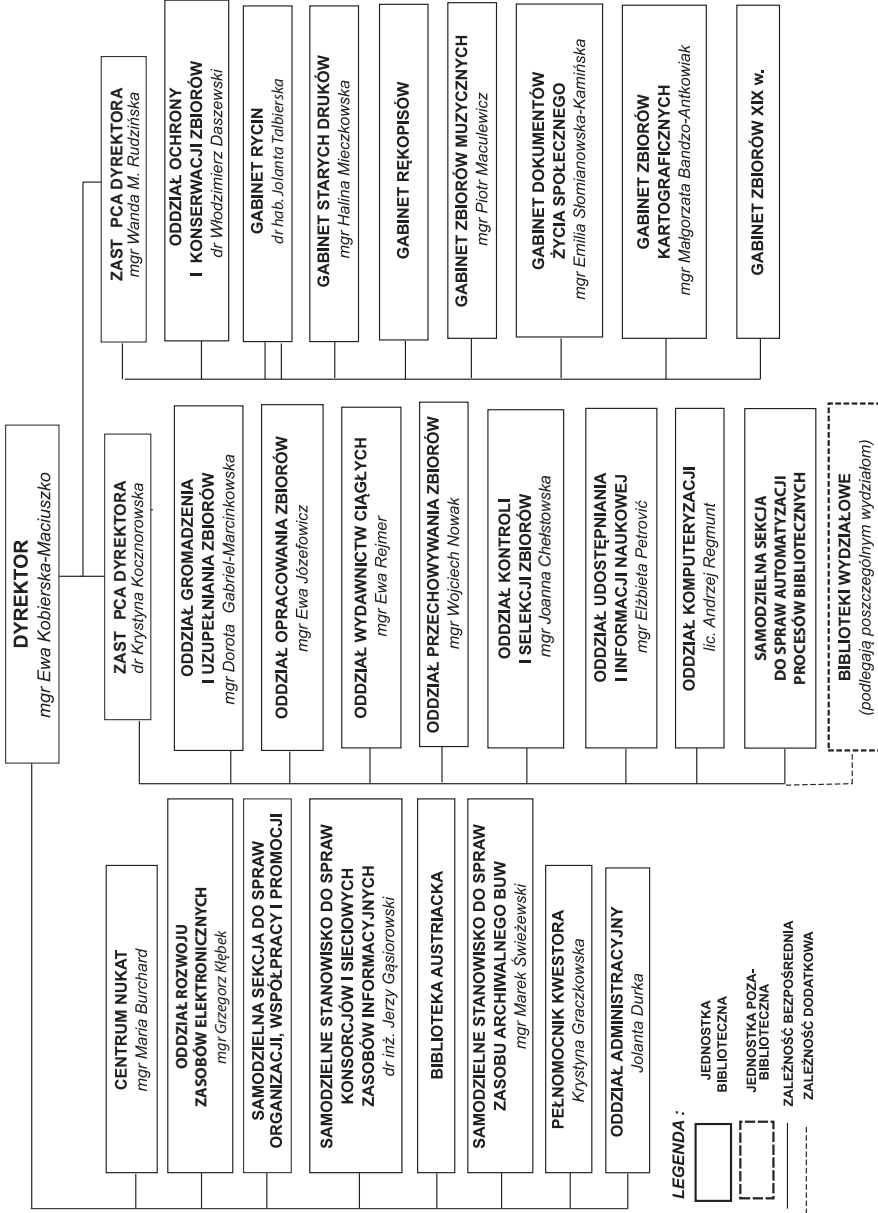 DYREKTOR
mgr Ewa Kobierska-Maciuszko
CENTRUM NUKAT
mgr Maria Burchard
ODDZIAŁ ROZWOJU
ZASOBÓW ELEKTRONICZNYCH
mgr Grzegorz Kłębek
SAMODZIELNA SEKCJA DO SPRAW
ORGANIZACJI, WSPÓŁPRACY I PROMOCJI
SAMODZIELNE STANOWISKO DO SPRAW
KONSORCJÓW I SIECIOWYCH
ZASOBÓW INFORMACYJNYCH
dr inż. Jerzy Gąsiorowski
BIBLIOTEKA AUSTRIACKA
SAMODZIELNE STANOWISKO DO SPRAW
ZASOBU ARCHIWALNEGO BUW
mgr Marek Świeżewski
PEŁNOMOCNIK KWESTORA
Krystyna Graczkowska
ODDZIAŁ ADMINISTRACYJNY
Jolanta Durka
ZAST PCA DYREKTORA
dr Krystyna Kocznorowska
ODDZIAŁ GROMADZENIA
I UZUPEŁNIANIA ZBIORÓW
mgr Dorota Gabriel-Marcinkowska
ODDZIAŁ OPRACOWANIA ZBIORÓW
mgr Ewa Józefowicz
ODDZIAŁ WYDAWNICTW CIĄGŁYCH
mgr Ewa Rejmer
ODDZIAŁ PRZECHOWYWANIA ZBIORÓW
mgr Wojciech Nowak
ODDZIAŁ KONTROLI
I SELEKCJI ZBIORÓW
mgr Joanna Chełstowska
ODDZIAŁ UDOSTĘPNIANIA
I INFORMACJI NAUKOWEJ
mgr Elżbieta Petrović
ODDZIAŁ KOMPUTERYZACJI
lic. Andrzej Regmunt
SAMODZIELNA SEKCJA
DO SPRAW AUTOMATYZACJI
PROCESÓW BIBLIOTECZNYCH
BIBLIOTEKI WYDZIAŁOWE
(podlegają poszczególnym wydziałom)
ZAST PCA DYREKTORA
mgr Wanda M. Rudzińska
ODDZIAŁ OCHRONY
I KONSERWACJI ZBIORÓW
dr Włodzimierz Daszewski
GABINET RYCIN
dr hab. Jolanta Talbierska
GABINET STARYCH DRUKÓW
mgr Halina Mieczkowska
GABINET RĘKOPISÓW
GABINET ZBIORÓW MUZYCZNYCH
mgr Piotr Maculewicz
GABINET DOKUMENTÓW
ŻYCIA SPOŁECZNEGO
mgr Emilia Słomianowska-Kamińska
GABINET ZBIORÓW
KARTOGRAFICZNYCH
mgr Małgorzata Bandzo-Antkowiak
GABINET ZBIORÓW XIX w.
LEGENDA :
JEDNOSTKA
BIBLIOTECZNA
JEDNOSTKA POZA-
BIBLIOTECZNA
ZALEŻNOŚĆ BEZPOŚREDNIA
ZALEŻNOŚĆ DODATKOWA